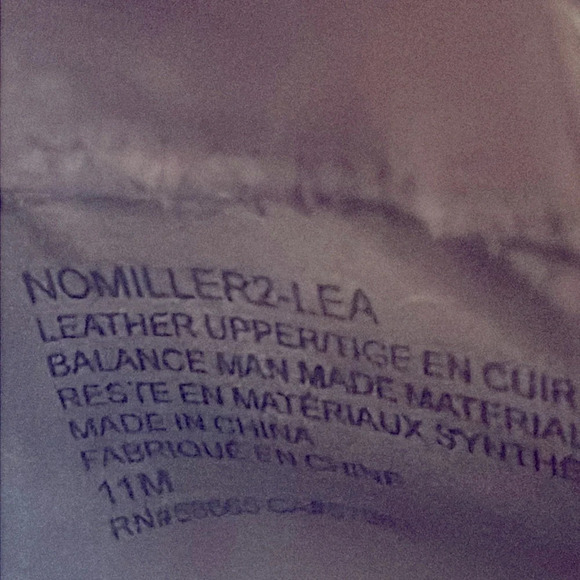 NOMILLER2-LEA
LEATHER UPPER/TIGE EN CUIR
BALANCE MAN MADE MATERIAL
RESTE EN MATÉRIAUX SYNTHÉ
MADE IN CHINA
FABRIQUÉ EN CHINE
11M